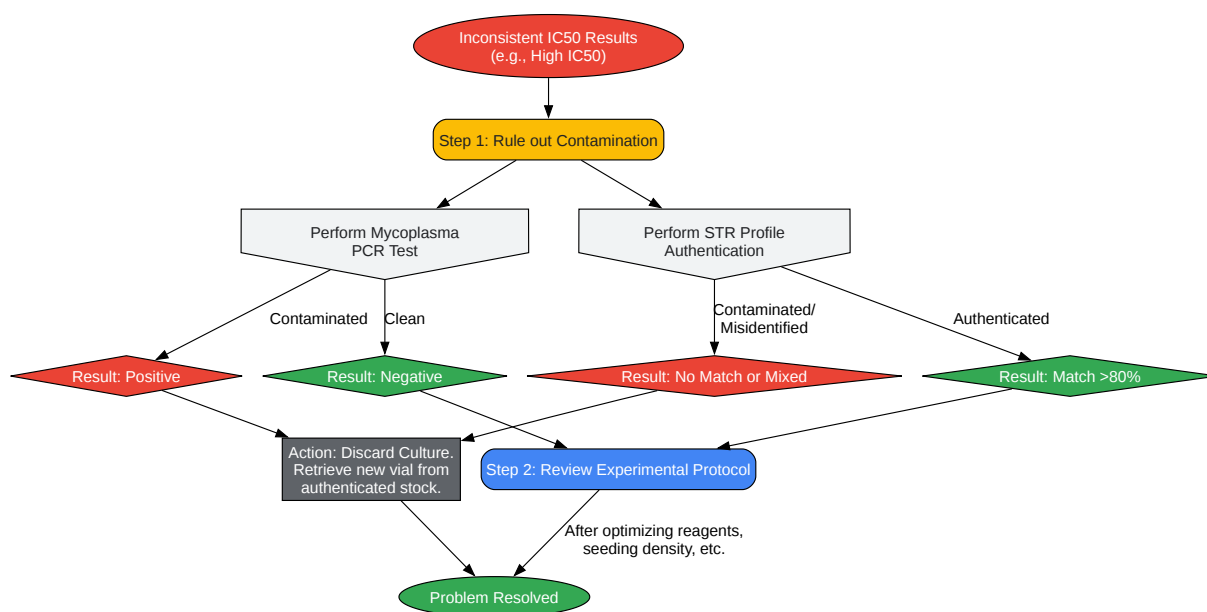 Inconsistent IC50 Results
(e.g., High IC50)
Step 1: Rule out Contamination
Perform Mycoplasma
PCR Test
Perform STR Profile
Authentication
Contaminated
Clean
Contaminated/
Misidentified
Authenticated
Result: Positive
Result: Negative
Result: No Match or Mixed
Result: Match >80%
Action: Discard Culture.
Retrieve new vial from
authenticated stock.
Step 2: Review Experimental Protocol
After optimizing reagents,
seeding density, etc.
Problem Resolved